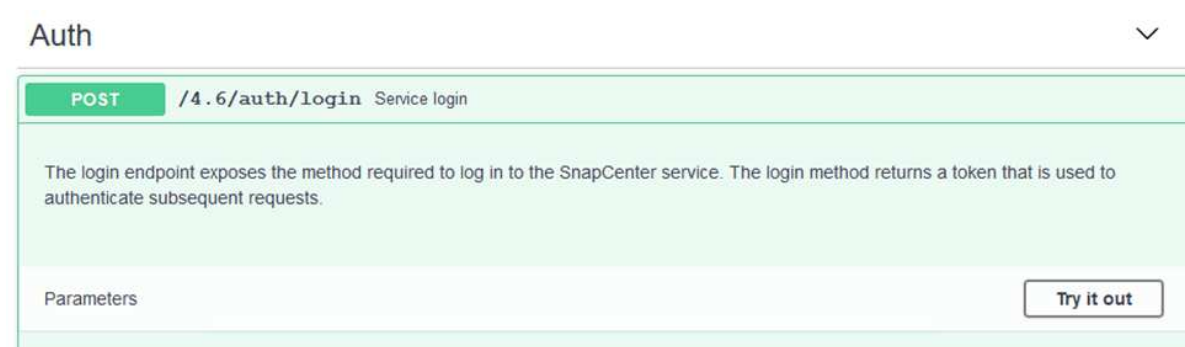 Auth
POST /4.6/auth/login Service login
The login endpoint exposes the method required to log in to the SnapCenter service. The login method returns a token that is used to
authenticate subsequent requests.
Parameters Try it out